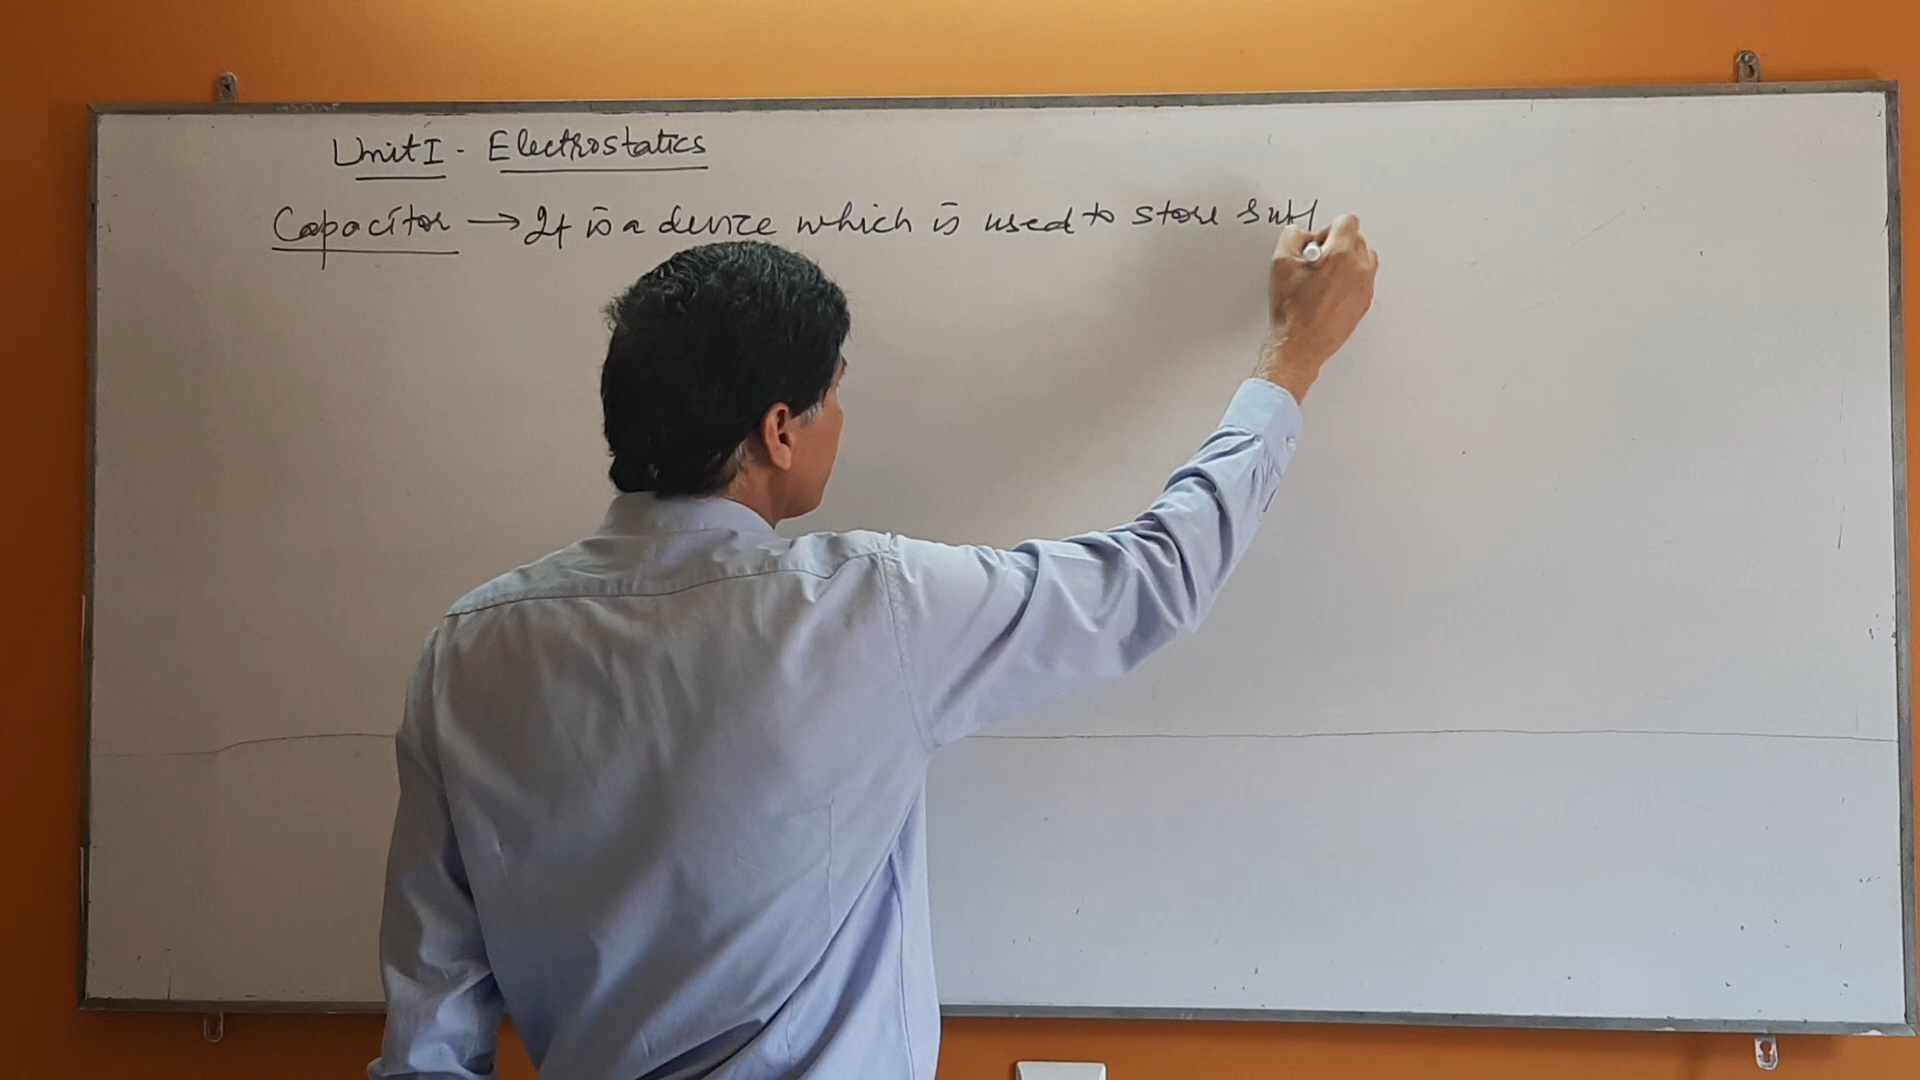 Unit I - Electrostatics
Capacitor → It is a device which is used to store